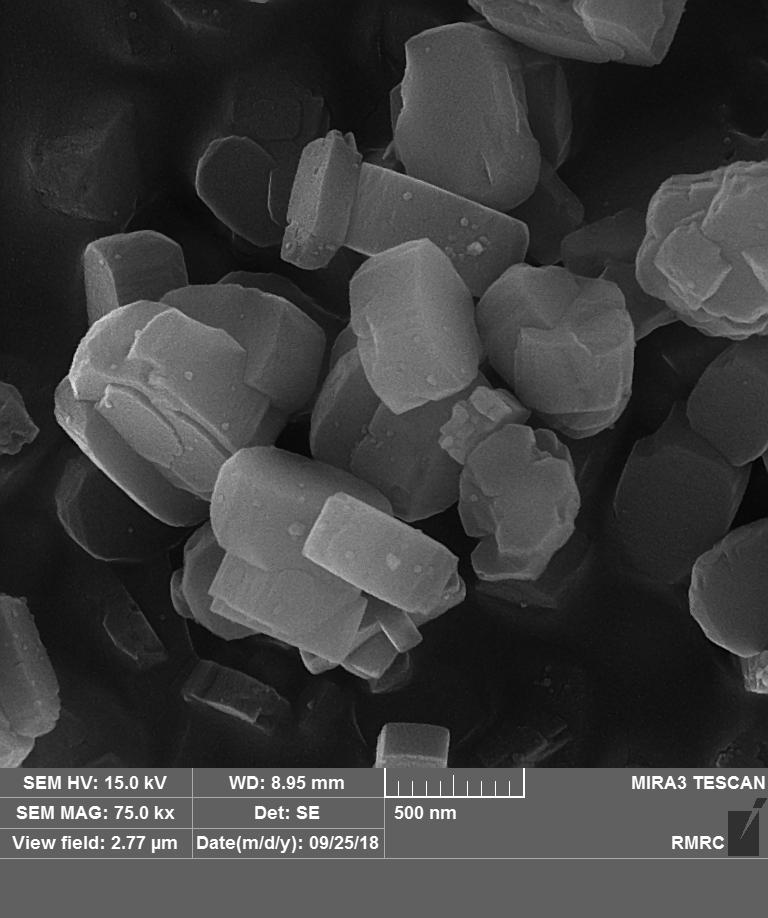 SEM HV: 15.0 kV
WD: 8.95 mm
MIRA3 TESCAN
SEM MAG: 75.0 kx
Det: SE
500 nm
View field: 2.77 µm
Date(m/d/y): 09/25/18
RMRC